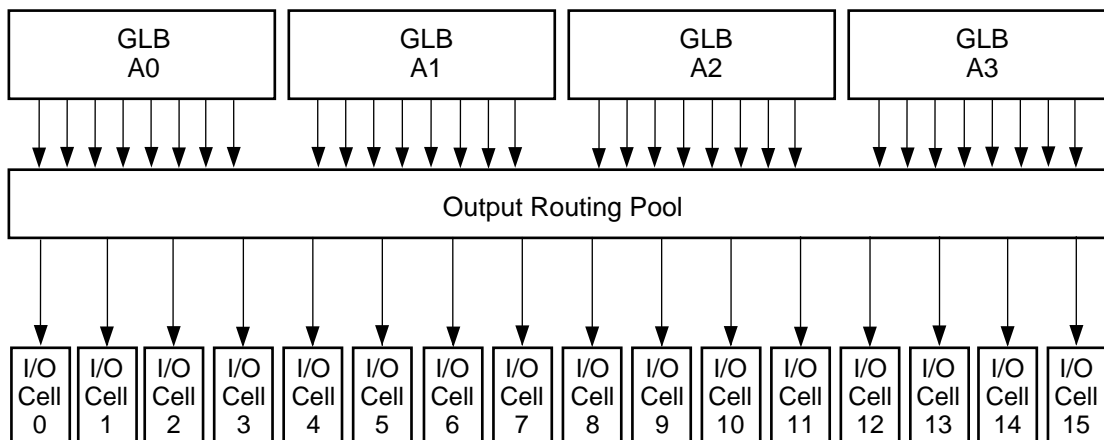 GLB
A0
GLB
A1
GLB
A2
GLB
A3
Output Routing Pool
I/O
Cell
0
I/O
Cell
1
I/O
Cell
2
I/O
Cell
3
I/O
Cell
4
I/O
Cell
5
I/O
Cell
6
I/O
Cell
7
I/O
Cell
8
I/O
Cell
9
I/O
Cell
10
I/O
Cell
11
I/O
Cell
12
I/O
Cell
13
I/O
Cell
14
I/O
Cell
15